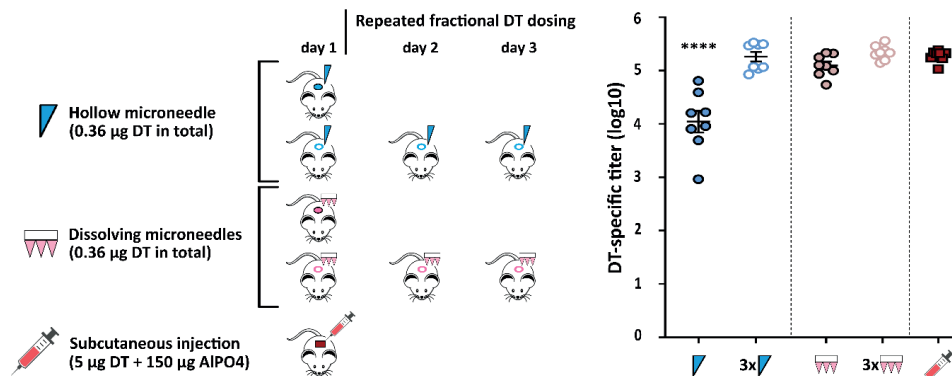 Repeated fractional DT dosing
day 1
day 2
day 3
Hollow microneedle
(0.36 µg DT in total)
Dissolving microneedles
(0.36 µg DT in total)
Subcutaneous injection
(5 µg DT + 150 µg AlPO4)
DT-specific titer (log10)
6
5
4
3
2
1
0
****
3x
3x